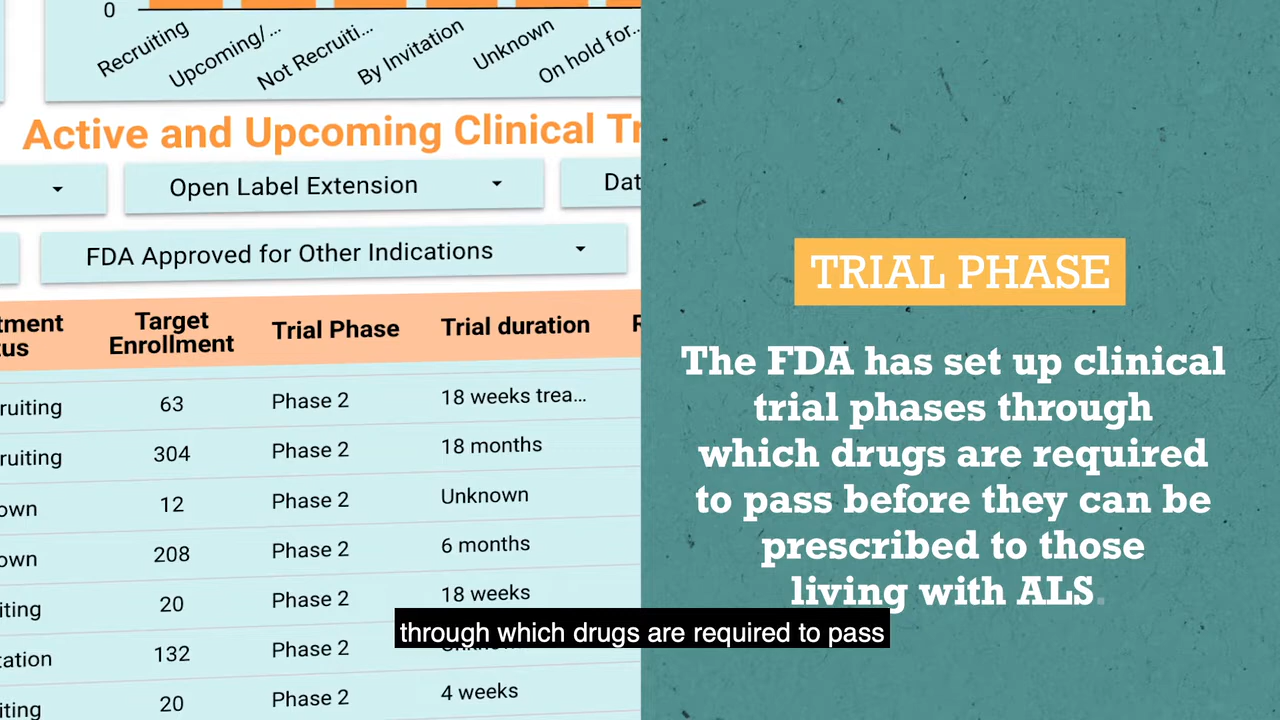 0
Recruiting
Upcoming/...
Not Recruiti...
By Invitation
Unknown
On hold for...
Active and Upcoming Clinical Tr
Open Label Extension
Dat
FDA Approved for Other Indications
tment
tus
Target
Enrollment
Trial Phase
Trial duration
ruiting 63 Phase 2 18 weeks trea...
ruiting 304 Phase 2 18 months
own 12 Phase 2 Unknown
own 208 Phase 2 6 months
iting 20 Phase 2 18 weeks
tation 132 Phase 2
iting 20 Phase 2 4 weeks
TRIAL PHASE
The FDA has set up clinical
trial phases through
which drugs are required
to pass before they can be
prescribed to those
living with ALS.
through which drugs are required to pass